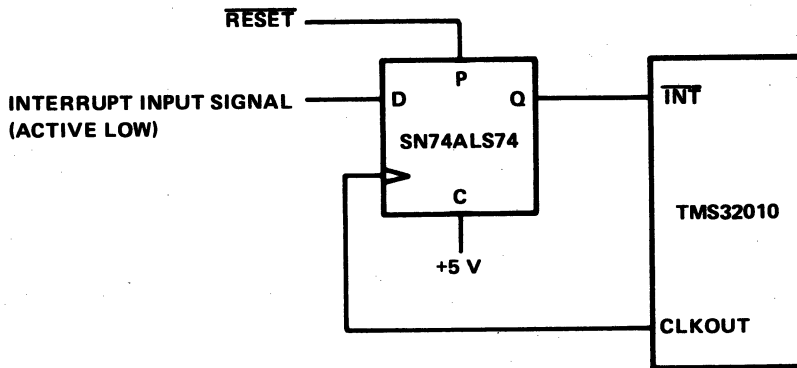 RESET
P
INTERRUPT INPUT SIGNAL
(ACTIVE LOW)
D
Q
INT
SN74ALS74
C
+5 V
TMS32010
CLKOUT